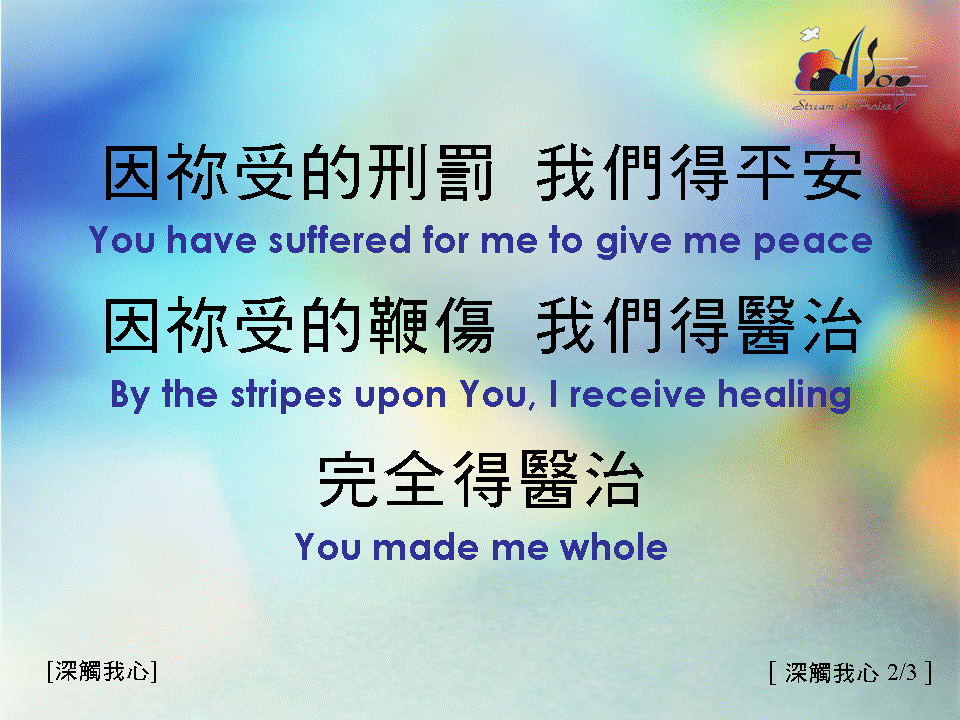 Sop
Stream of Praise
因祢受的刑罰 我們得平安
You have suffered for me to give me peace
因祢受的鞭傷 我們得醫治
By the stripes upon You, I receive healing
完全得醫治
You made me whole
[深觸我心]
[ 深觸我心 2/3 ]